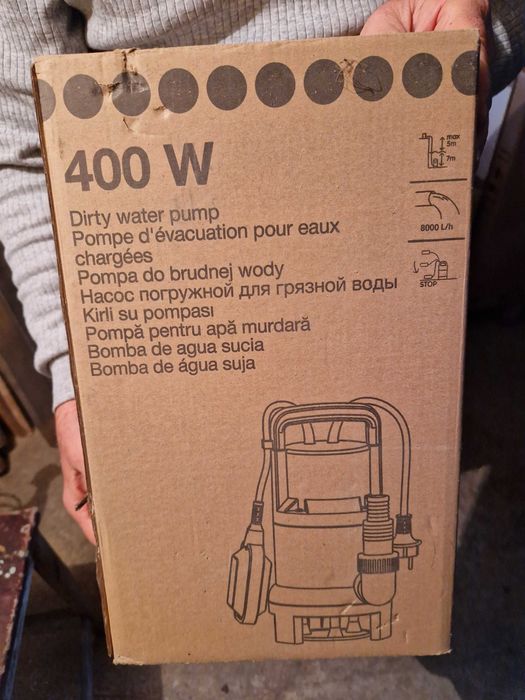 400 W
Dirty water pump
Pompe d'évacuation pour eaux
chargées
Pompa do brudnej wody
Насос погружной для грязной воды
Kirli su pompası
Pompă pentru apă murdară
Bomba de agua sucia
Bomba de água suja
max
5m
7m
8000 L/h
STOP